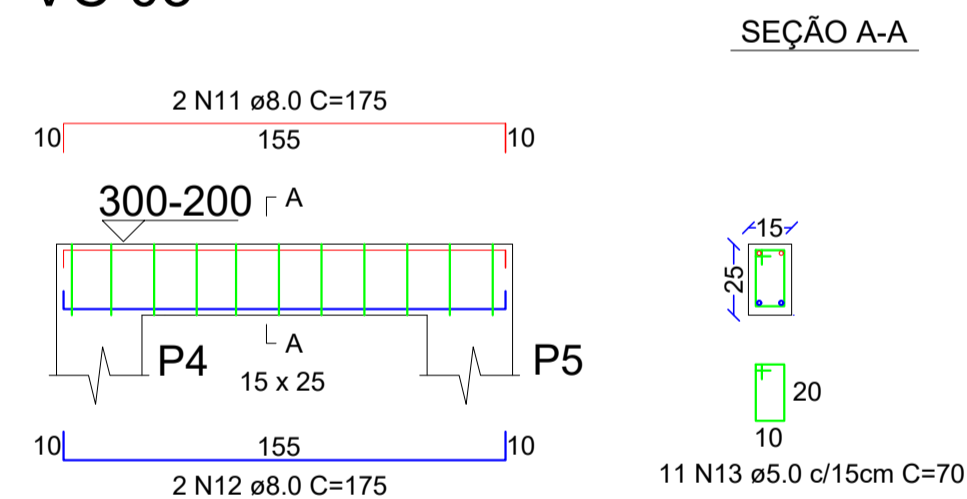 SEÇÃO A-A
2 N11 ø8.0 C=175
10 155 10
300-200
A
15
25
A
P4
P5
15 x 25
20
10
10 155 10
11 N13 ø5.0 c/15cm C=70
2 N12 ø8.0 C=175